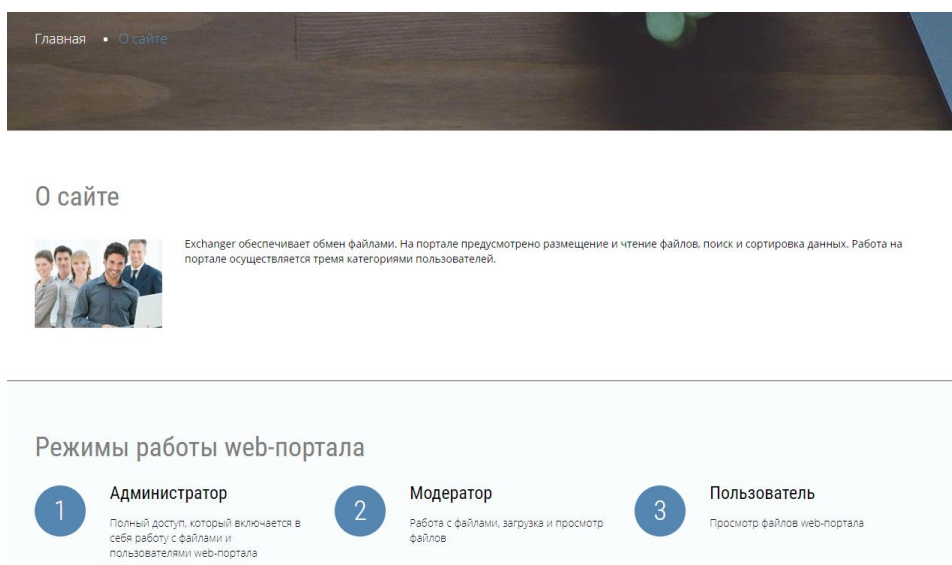 Главная ▪ О сайте
О сайте
Exchanger обеспечивает обмен файлами. На портале предусмотрено размещение и чтение файлов, поиск и сортировка данных. Работа на
портале осуществляется тремя категориями пользователей.
Режимы работы web-портала
1
Администратор
Полный доступ, который включается в
себя работу с файлами и
пользователями web-портала
2
Модератор
Работа с файлами, загрузка и просмотр
файлов
3
Пользователь
Просмотр файлов web-портала